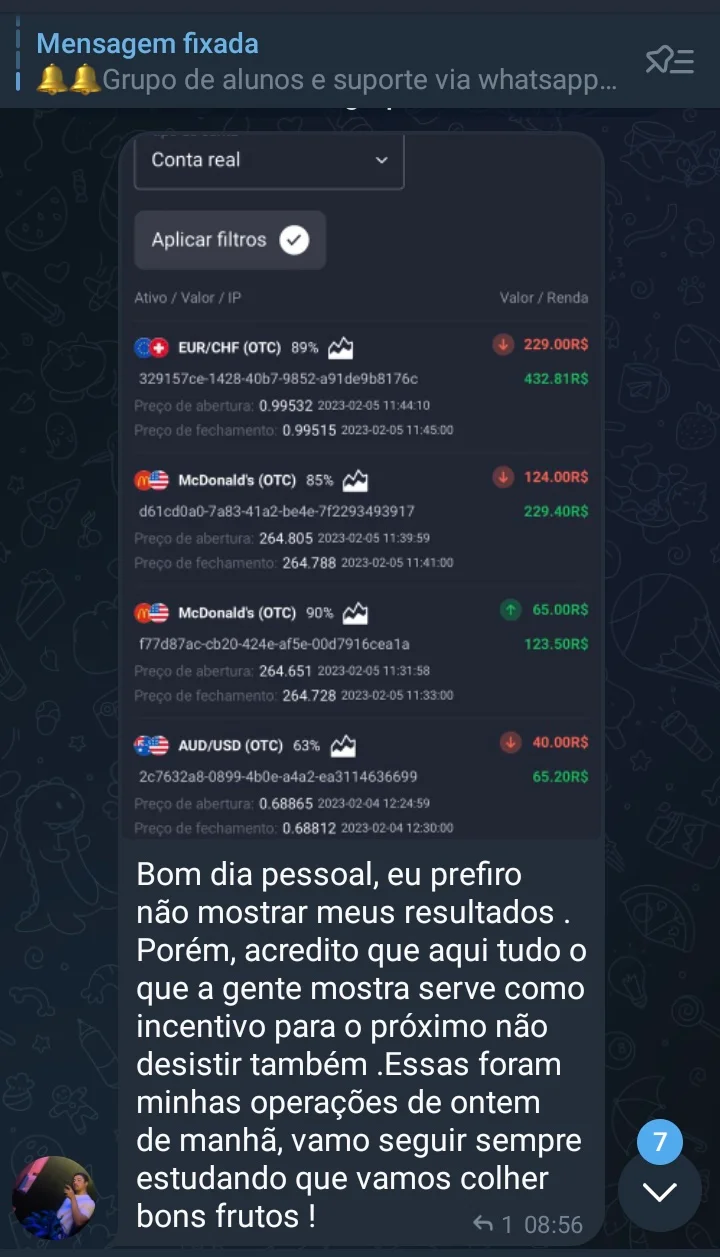 Mensagem fixada
🔔🔔Grupo de alunos e suporte via whatsapp...
Conta real
Aplicar filtros
Ativo / Valor / IP
Valor / Renda
EUR/CHF (OTC) 89% 229.00R$
329157ce-1428-40b7-9852-a91de9b8176c 432.81R$
Preço de abertura: 0.99532 2023-02-05 11:44:10
Preço de fechamento: 0.99515 2023-02-05 11:45:00
McDonald's (OTC) 85% 124.00R$
d61cd0a0-7a83-41a2-be4e-7f2293493917 229.40R$
Preço de abertura: 264.805 2023-02-05 11:39:59
Preço de fechamento: 264.788 2023-02-05 11:41:00
McDonald's (OTC) 90% 65.00R$
f77d87ac-cb20-424e-af5e-00d7916cea1a 123.50R$
Preço de abertura: 264.651 2023-02-05 11:31:58
Preço de fechamento: 264.728 2023-02-05 11:33:00
AUD/USD (OTC) 63% 40.00R$
2c7632a8-0899-4b0e-a4a2-ea3114636699 65.20R$
Preço de abertura: 0.68865 2023-02-04 12:24:59
Preço de fechamento: 0.68812 2023-02-04 12:30:00
Bom dia pessoal, eu prefiro
não mostrar meus resultados .
Porém, acredito que aqui tudo o
que a gente mostra serve como
incentivo para o próximo não
desistir também .Essas foram
minhas operações de ontem
de manhã, vamo seguir sempre
estudando que vamos colher
bons frutos !
1 08:56
7